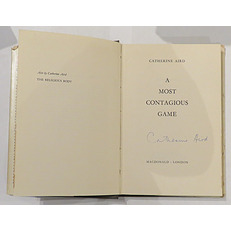 Also by Catherine Aird
THE RELIGIOUS BODY
CATHERINE AIRD
A
MOST
CONTAGIOUS
GAME
Catherine Aird
MACDONALD : LONDON